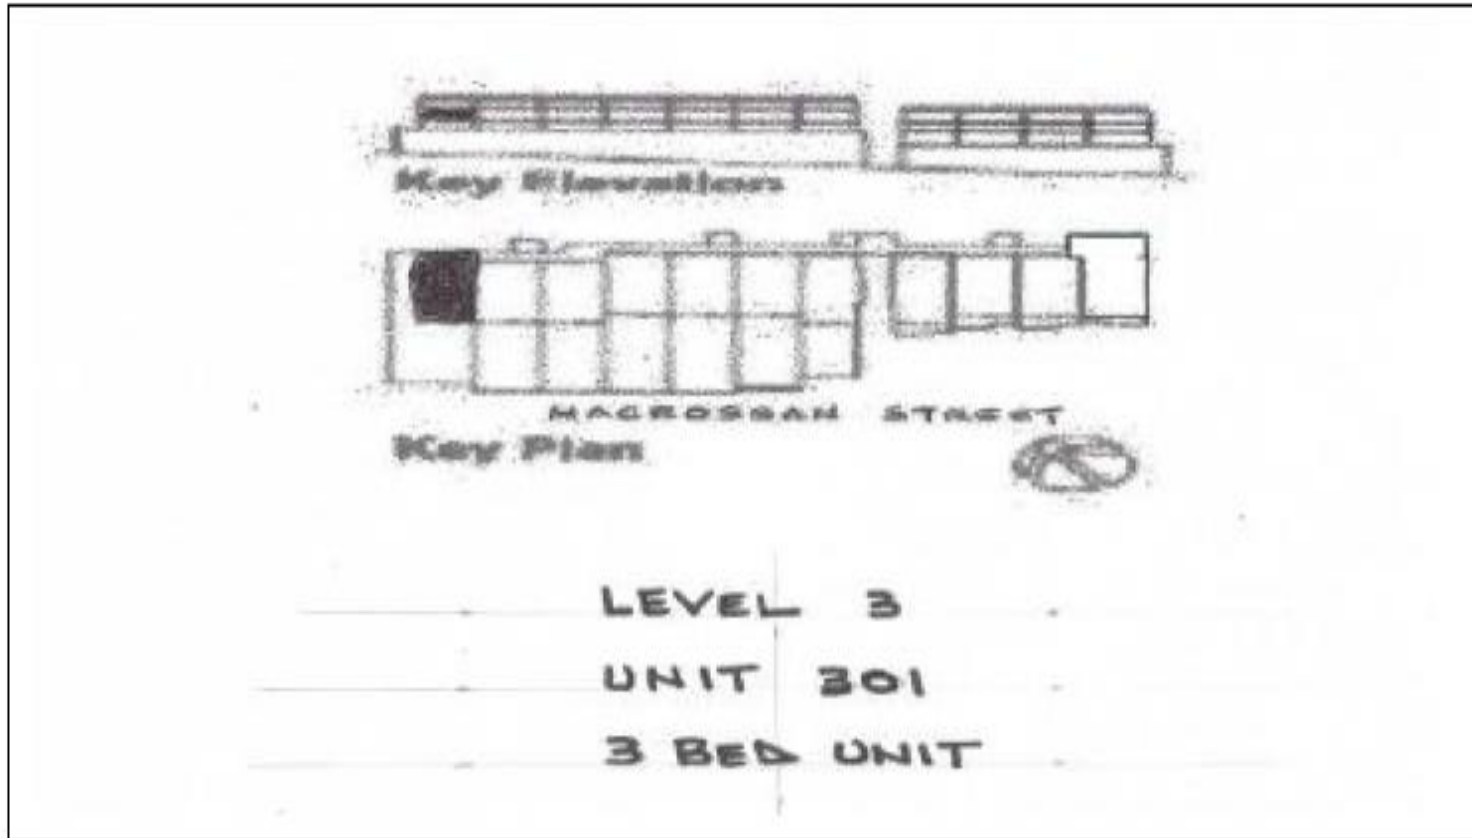 Key Elevation
MACROSSAN STREET
Key Plan
LEVEL 3
UNIT 301
3 BED UNIT